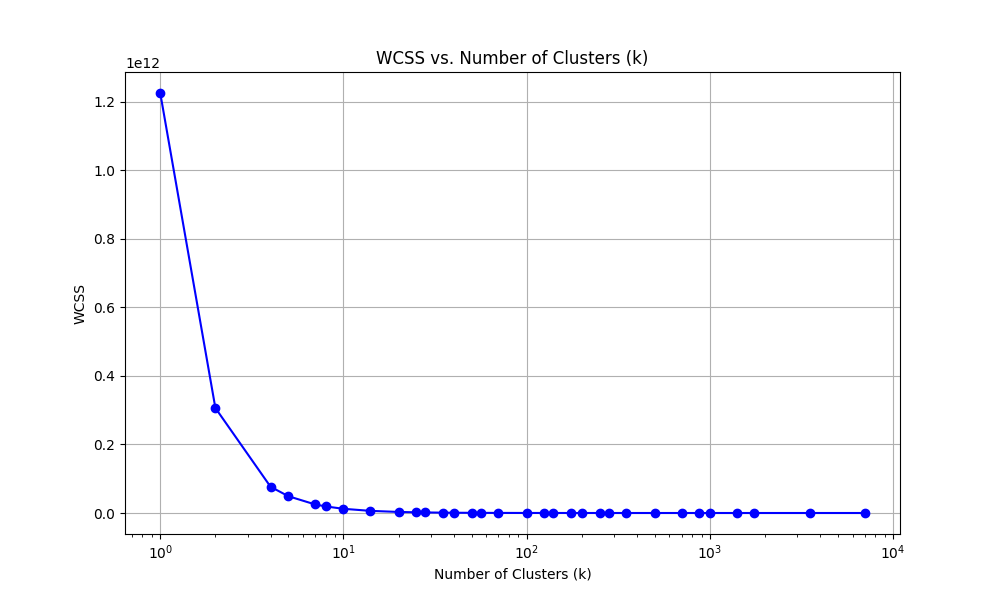 WCSS vs. Number of Clusters (k)
1e12
1.2
1.0
0.8
0.6
0.4
0.2
0.0
WCSS
10⁰ 10¹ 10² 10³ 10⁴
Number of Clusters (k)